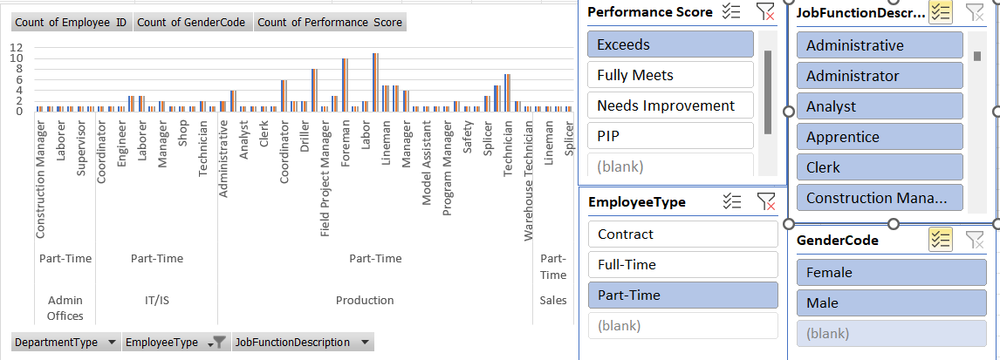 Count of Employee ID Count of GenderCode Count of Performance Score
12
10
8
6
4
2
0
Construction Manager
Laborer
Supervisor
Coordinator
Engineer
Laborer
Manager
Shop
Technician
Administrative
Analyst
Clerk
Coordinator
Driller
Field Project Manager
Foreman
Labor
Lineman
Manager
Model Assistant
Program Manager
Safety
Splicer
Technician
Warehouse Technician
Lineman
Splicer
Part-Time
Part-Time
Part-Time
Part-
Time
Admin
Offices
IT/IS
Production
Sales
DepartmentType EmployeeType JobFunctionDescription
Performance Score
Exceeds
Fully Meets
Needs Improvement
PIP
(blank)
JobFunctionDescr...
Administrative
Administrator
Analyst
Apprentice
Clerk
Construction Mana...
EmployeeType
Contract
Full-Time
Part-Time
(blank)
GenderCode
Female
Male
(blank)